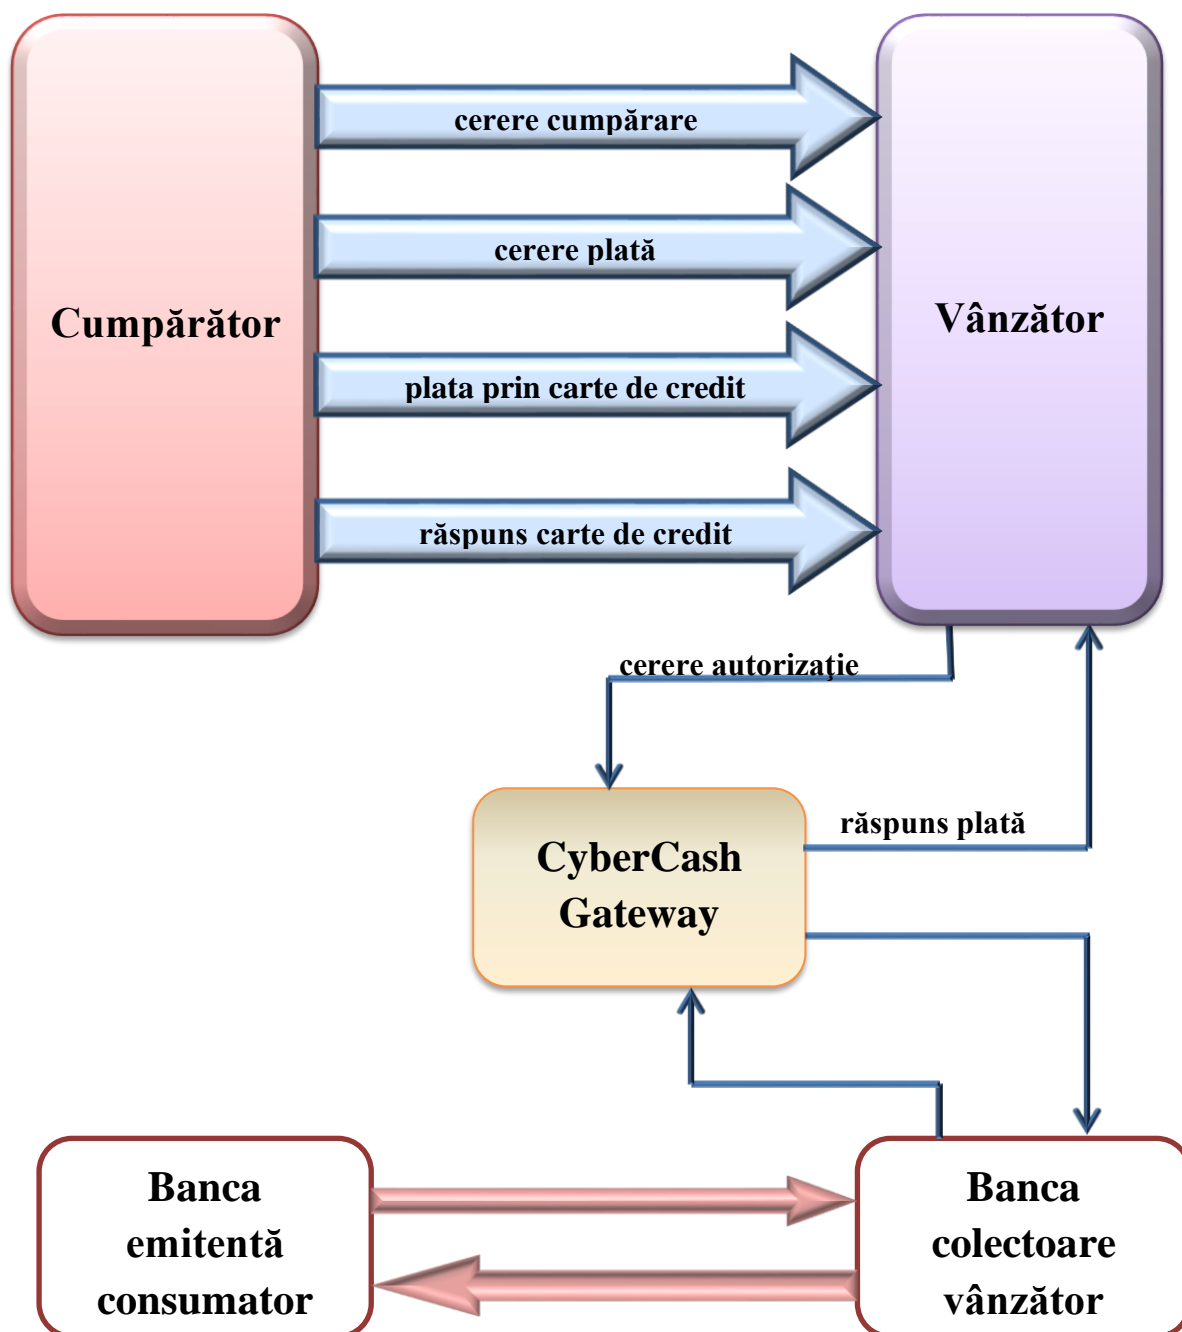 cerere cumpărare
cerere plată
Cumpărător
Vânzător
plata prin carte de credit
răspuns carte de credit
cerere autorizaţie
răspuns plată
CyberCash
Gateway
Banca
emitentă
consumator
Banca
colectoare
vânzător